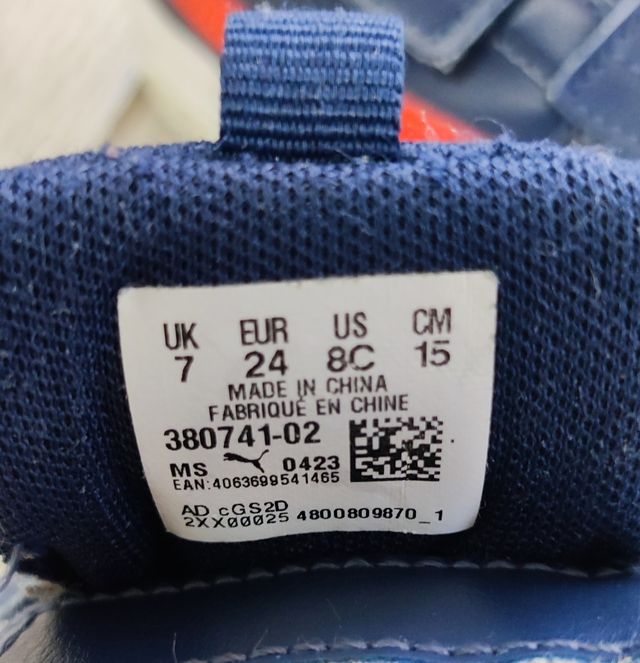 UK EUR US CM
7 24 8C 15
MADE IN CHINA
FABRIQUÉ EN CHINE
380741-02
MS 0423
EAN:4063699541465
AD cGS2D
2XX00025 4800809870_1